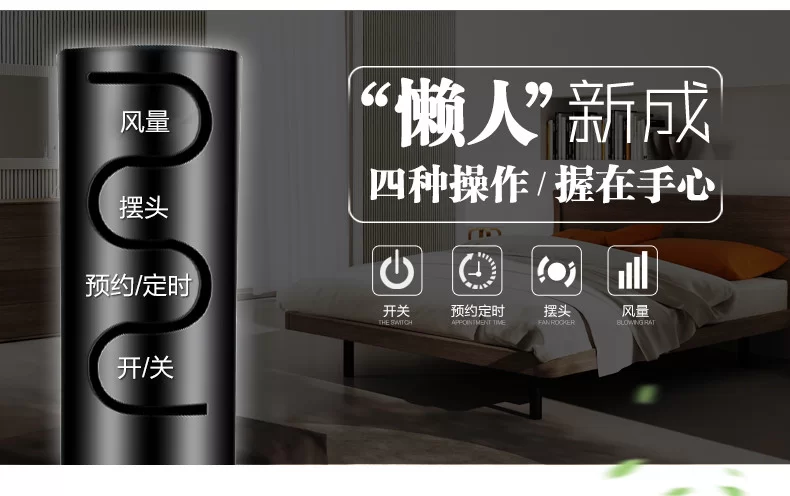 风量
摆头
预约/定时
开/关
“懒人”新成
四种操作/握在手心
开关
THE SWITCH
预约定时
APPOINTMENT TIME
摆头
FAN ROCKER
风量
BLOWING RAT